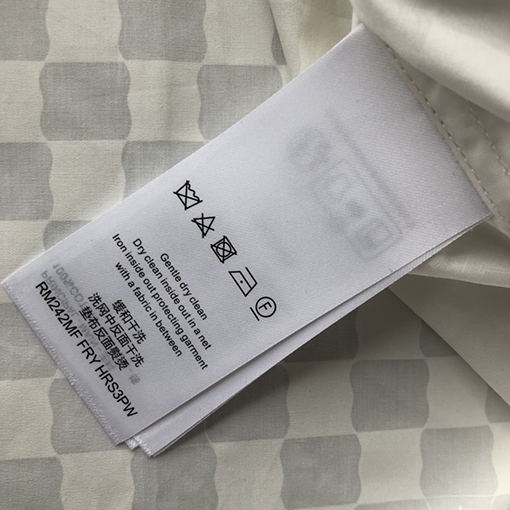 Gentle dry clean
Dry clean inside out in a net
Iron inside out protecting garment
with a fabric in between
缓和干洗
洗网中反面干洗
垫布反面熨烫
RM242MF FRY HRS3PW